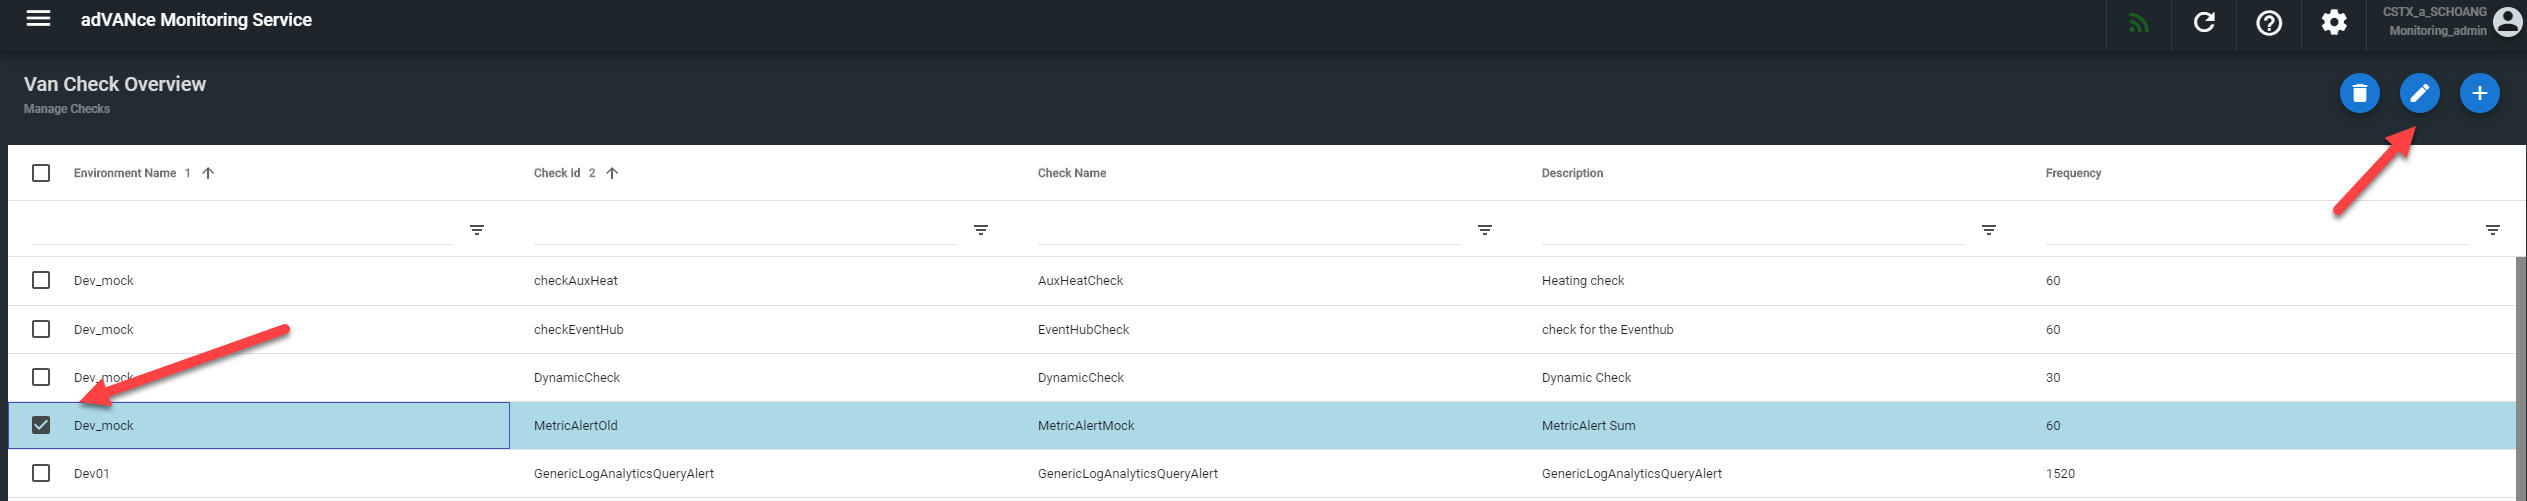 adVANce Monitoring Service
CSTX_a_SCHOANG
Monitoring_admin
Van Check Overview
Manage Checks
Environment Name 1 Check Id 2 Check Name Description Frequency
Dev_mock checkAuxHeat AuxHeatCheck Heating check 60
Dev_mock checkEventHub EventHubCheck check for the Eventhub 60
Dev_mock DynamicCheck DynamicCheck Dynamic Check 30
Dev_mock MetricAlertOld MetricAlertMock MetricAlert Sum 60
Dev01 GenericLogAnalyticsQueryAlert GenericLogAnalyticsQueryAlert GenericLogAnalyticsQueryAlert 1520